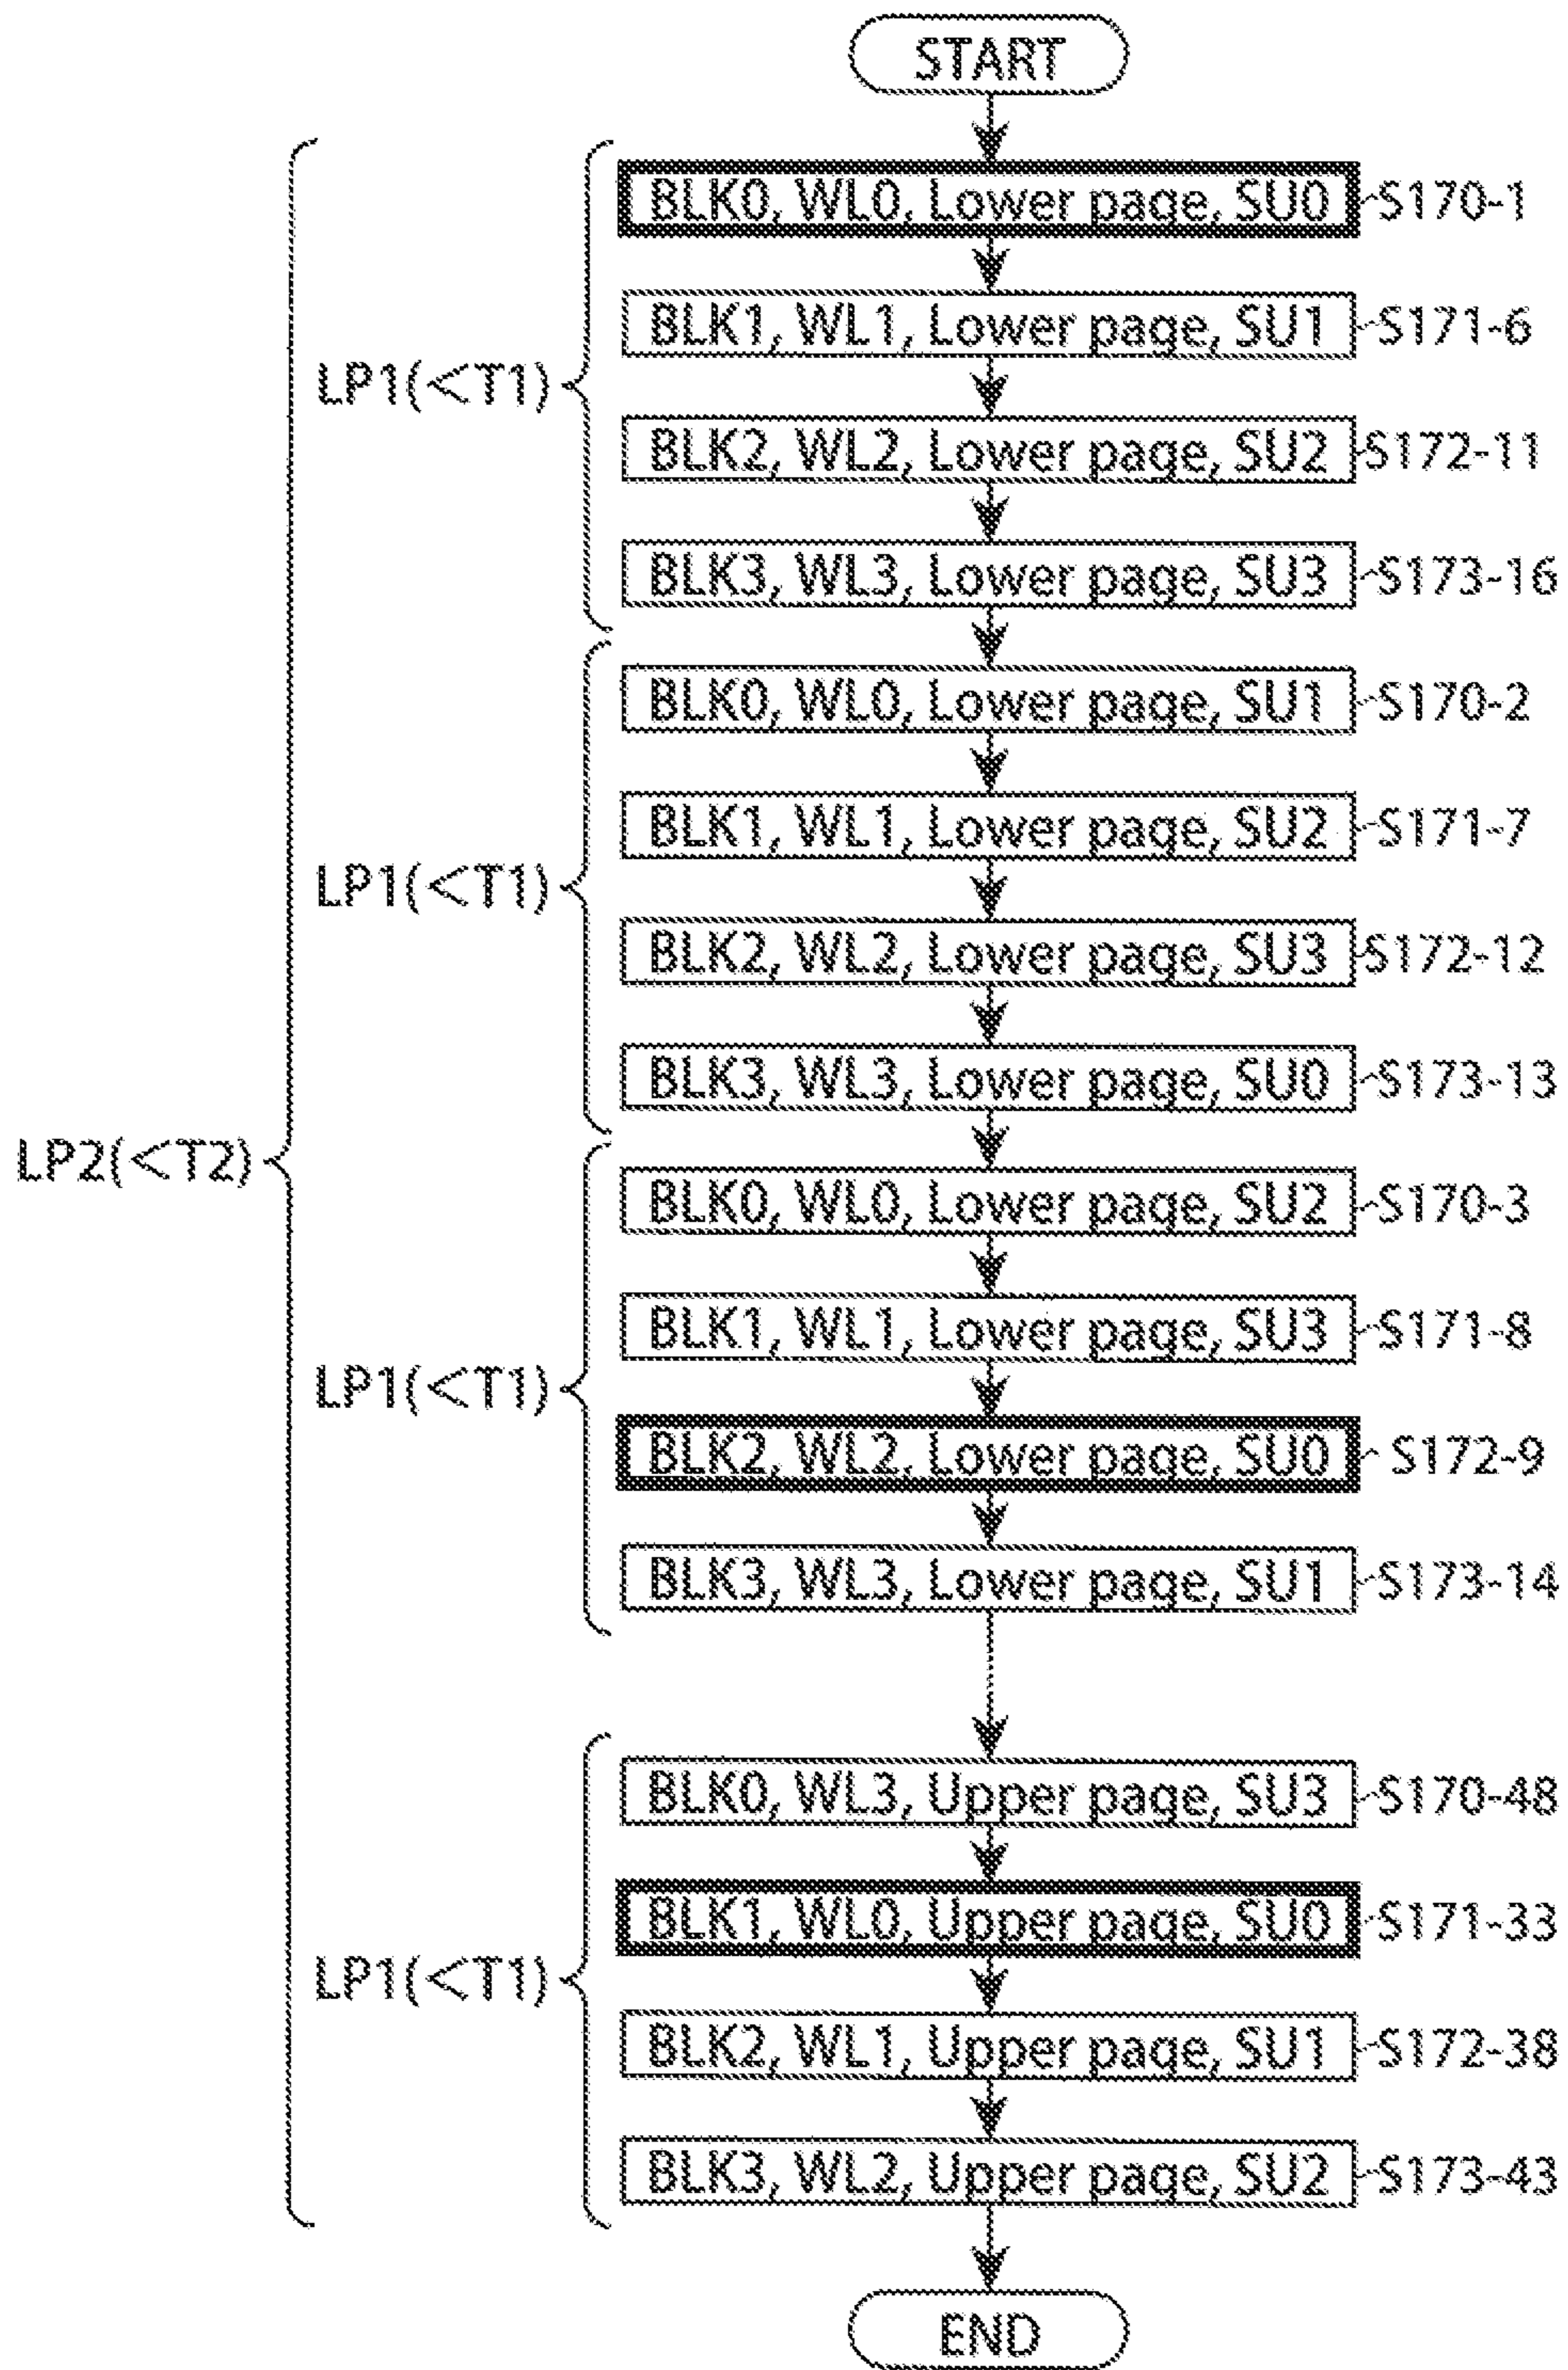 START
BLK0, WL0, Lower page, SU0 S170-1
BLK1, WL1, Lower page, SU1 S171-6
LP1(<T1)
BLK2, WL2, Lower page, SU2 S172-11
BLK3, WL3, Lower page, SU3 S173-16
BLK0, WL0, Lower page, SU1 S170-2
BLK1, WL1, Lower page, SU2 S171-7
LP1(<T1)
BLK2, WL2, Lower page, SU3 S172-12
BLK3, WL3, Lower page, SU0 S173-13
LP2(<T2)
BLK0, WL0, Lower page, SU2 S170-3
BLK1, WL1, Lower page, SU3 S171-8
LP1(<T1)
BLK2, WL2, Lower page, SU0 S172-9
BLK3, WL3, Lower page, SU1 S173-14
BLK0, WL3, Upper page, SU3 S170-48
BLK1, WL0, Upper page, SU0 S171-33
LP1(<T1)
BLK2, WL1, Upper page, SU1 S172-38
BLK3, WL2, Upper page, SU2 S173-43
END